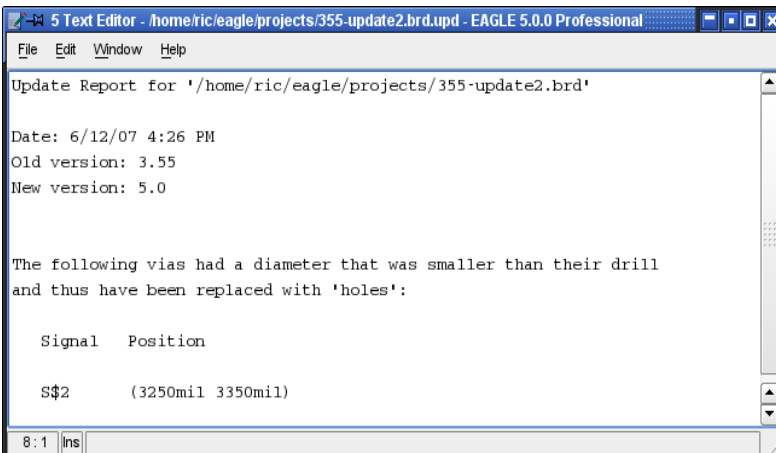 5 Text Editor - /home/ric/eagle/projects/355-update2.brd.upd - EAGLE 5.0.0 Professional
File Edit Window Help
Update Report for '/home/ric/eagle/projects/355-update2.brd'
Date: 6/12/07 4:26 PM
Old version: 3.55
New version: 5.0
The following vias had a diameter that was smaller than their drill
and thus have been replaced with 'holes':
Signal Position
S$2 (3250mil 3350mil)
8:1 Ins